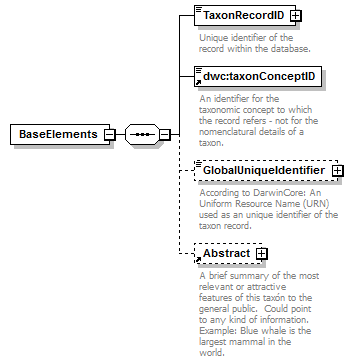 TaxonRecordID
Unique identifier of the
record within the database.
dwc:taxonConceptID
An identifier for the
taxonomic concept to which
the record refers - not for the
nomenclatural details of a
taxon.
BaseElements
GlobalUniqueIdentifier
According to DarwinCore: An
Uniform Resource Name (URN)
used as an unique identifier of the
taxon record.
Abstract
A brief summary of the most
relevant or attractive
features of this taxón to the
general public.  Could point
to any kind of information.
Example: Blue whale is the
largest mammal in the
world.